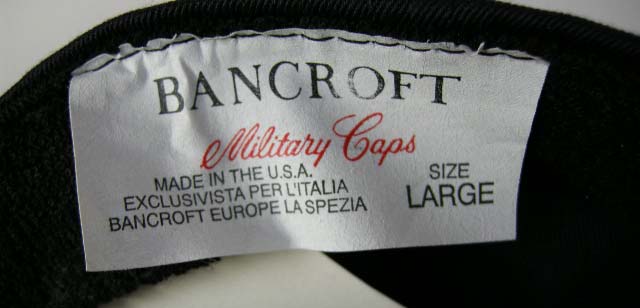 BANCROFT
Military Caps
MADE IN THE U.S.A.
EXCLUSIVISTA PER L'ITALIA
BANCROFT EUROPE LA SPEZIA
SIZE
LARGE